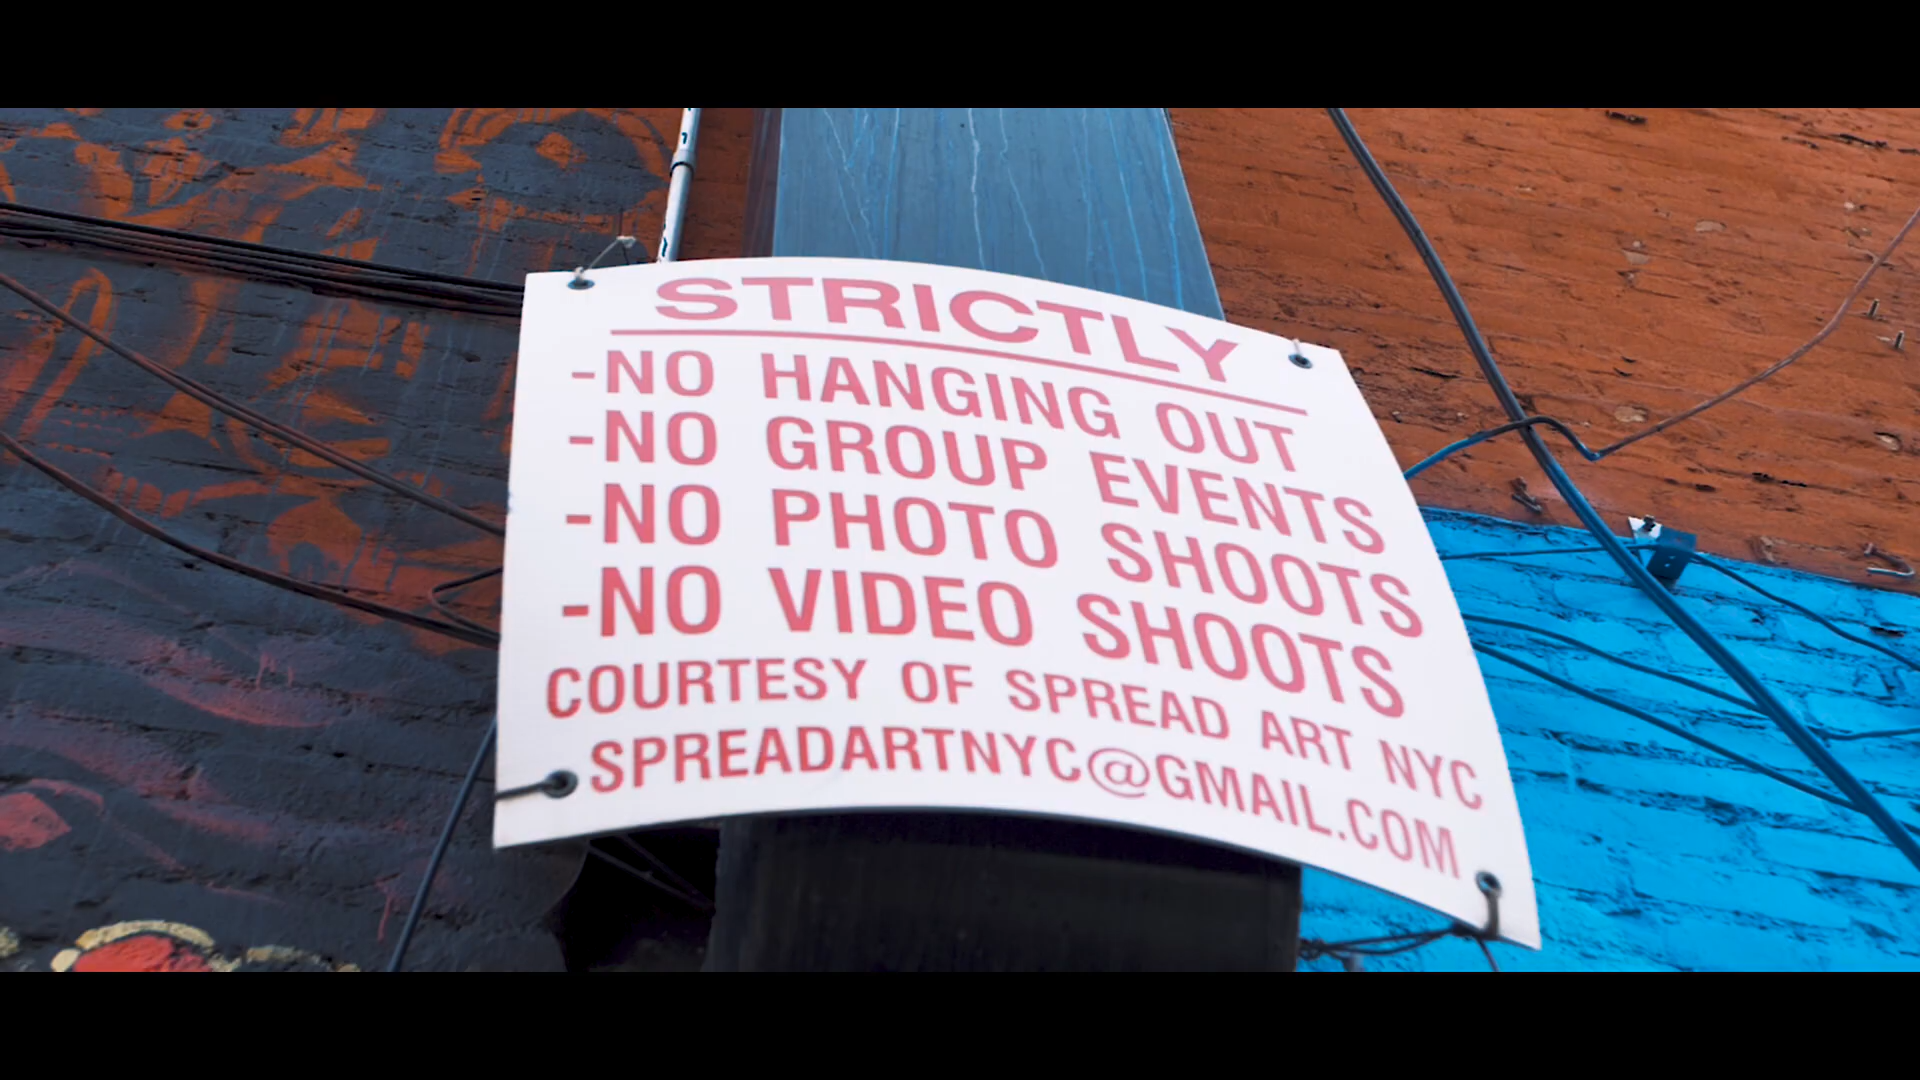 STRICTLY
-NO HANGING OUT
-NO GROUP EVENTS
-NO PHOTO SHOOTS
-NO VIDEO SHOOTS
COURTESY OF SPREAD ART NYC
SPREADARTNYC@GMAIL.COM